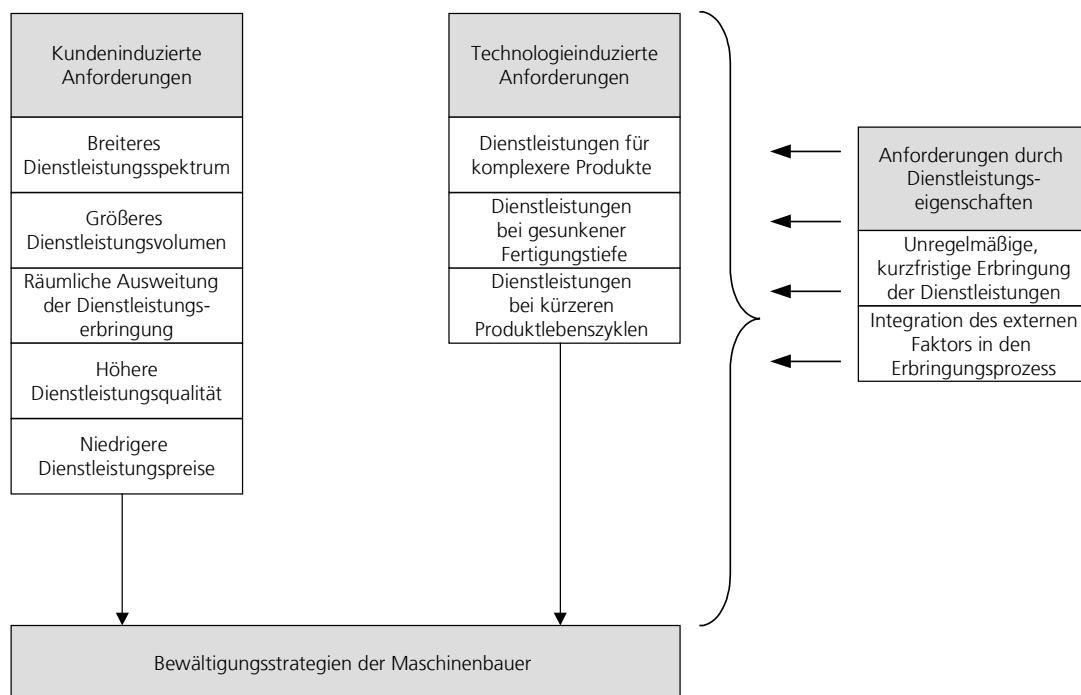 Kundeninduzierte
Anforderungen
Breiteres
Dienstleistungsspektrum
Größeres
Dienstleistungsvolumen
Räumliche Ausweitung
der Dienstleistungs-
erbringung
Höhere
Dienstleistungsqualität
Niedrigere
Dienstleistungspreise
Technologieinduzierte
Anforderungen
Dienstleistungen für
komplexere Produkte
Dienstleistungen
bei gesunkener
Fertigungstiefe
Dienstleistungen
bei kürzeren
Produktlebenszyklen
Anforderungen durch
Dienstleistungs-
eigenschaften
Unregelmäßige,
kurzfristige Erbringung
der Dienstleistungen
Integration des externen
Faktors in den
Erbringungsprozess
Bewältigungsstrategien der Maschinenbauer